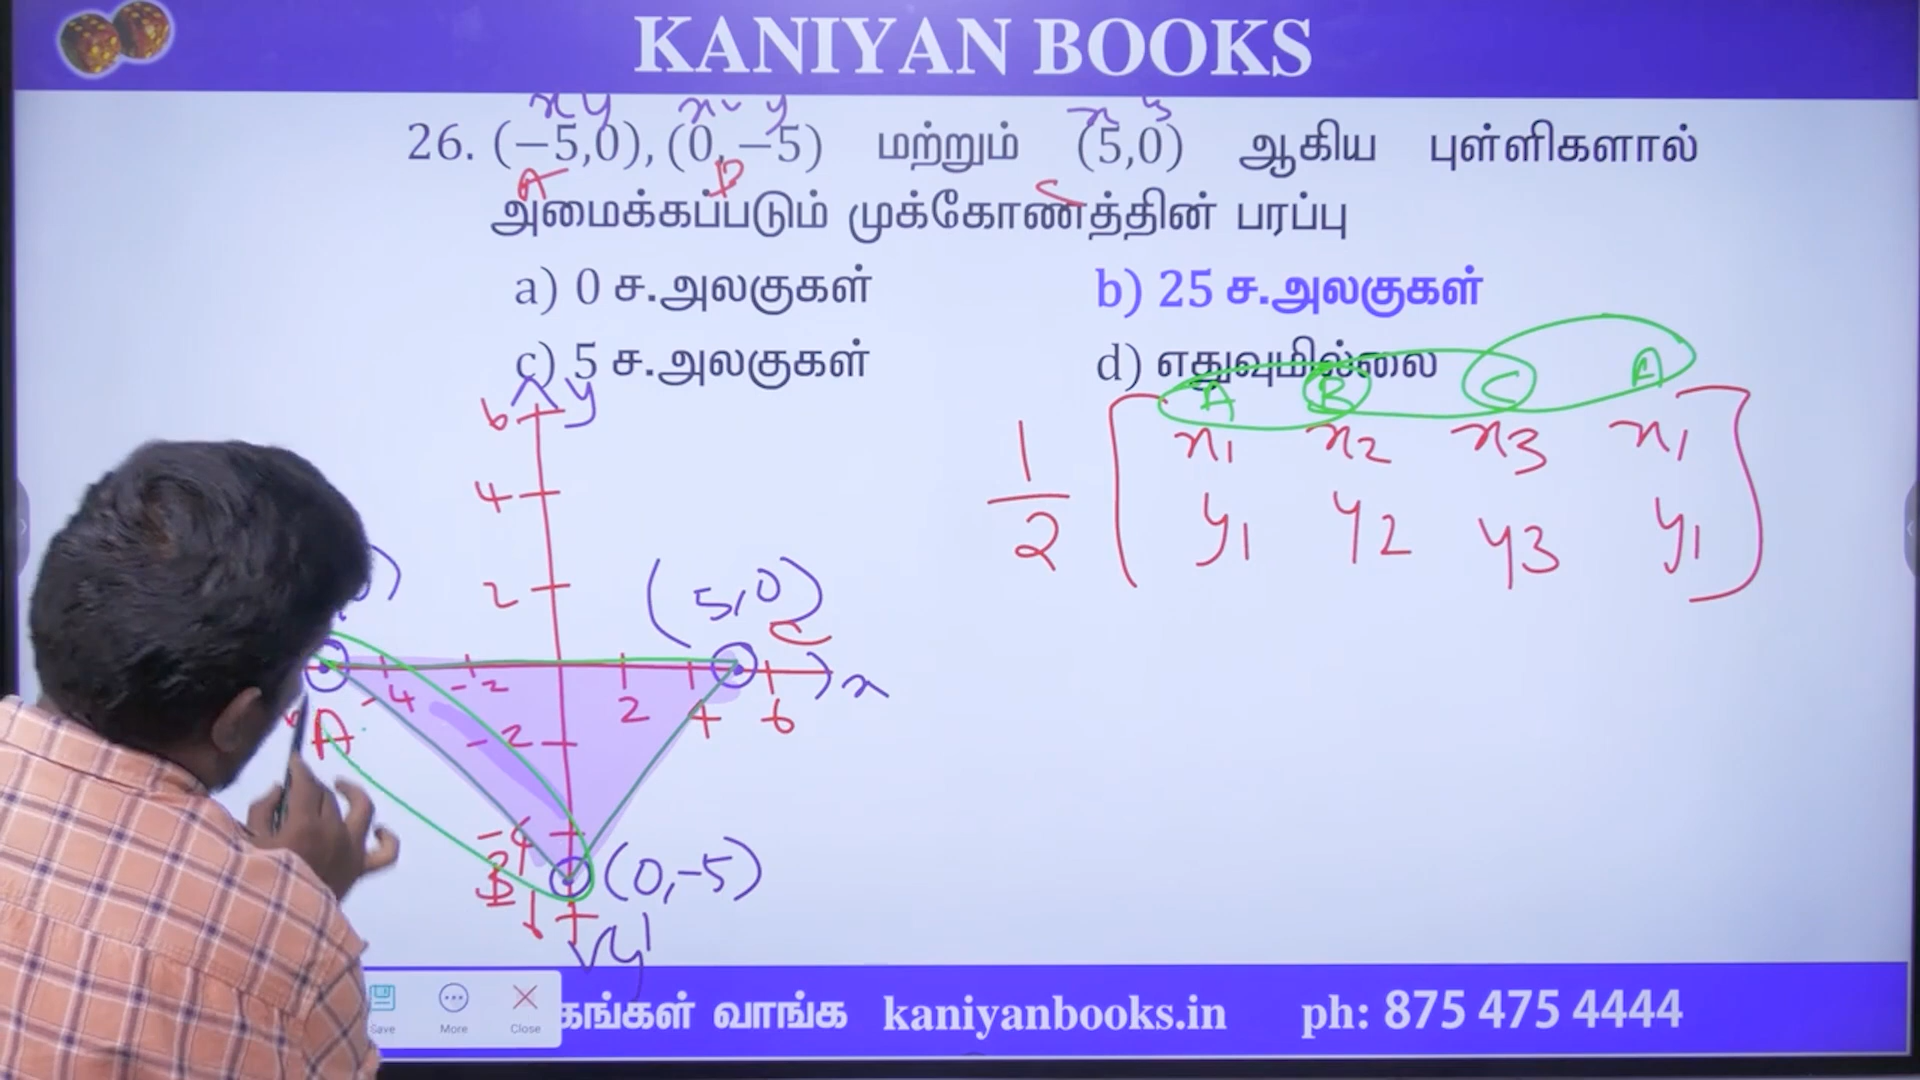 KANIYAN BOOKS
x y x y x y
26. (−5,0), (0, −5) மற்றும் (5,0) ஆகிய புள்ளிகளால்
A B C
அமைக்கப்படும் முக்கோணத்தின் பரப்பு
a) 0 ச.அலகுகள் b) 25 ச.அலகுகள்
c) 5 ச.அலகுகள் d) எதுவுமில்லை
A B C A
1/2 [ x1 x2 x3 x1
y1 y2 y3 y1 ]
y
6
4
2
(5,0)
C
-4 -2 2 4 6 x
A
-2
-4
B (0,-5)
y'
Save More Close
வாங்க kaniyanbooks.in ph: 875 475 4444